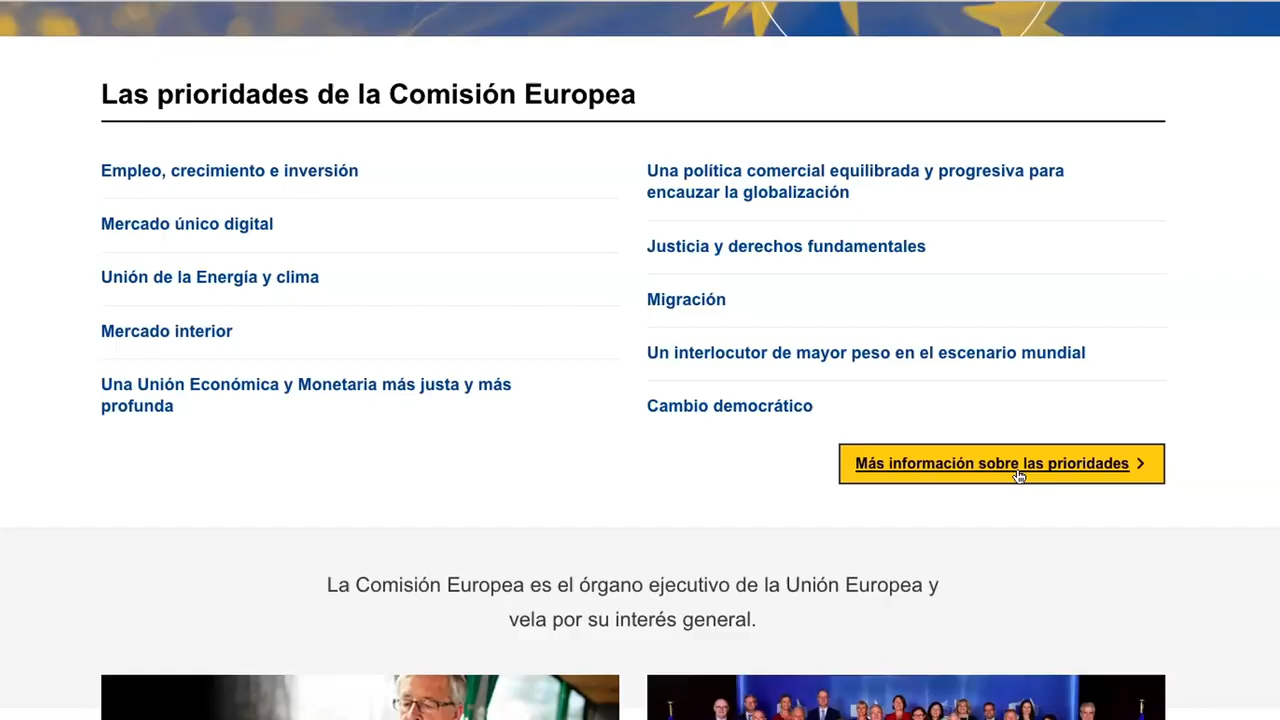 Las prioridades de la Comisión Europea
Empleo, crecimiento e inversión
Mercado único digital
Unión de la Energía y clima
Mercado interior
Una Unión Económica y Monetaria más justa y más
profunda
Una política comercial equilibrada y progresiva para
encauzar la globalización
Justicia y derechos fundamentales
Migración
Un interlocutor de mayor peso en el escenario mundial
Cambio democrático
Más información sobre las prioridades
La Comisión Europea es el órgano ejecutivo de la Unión Europea y
vela por su interés general.